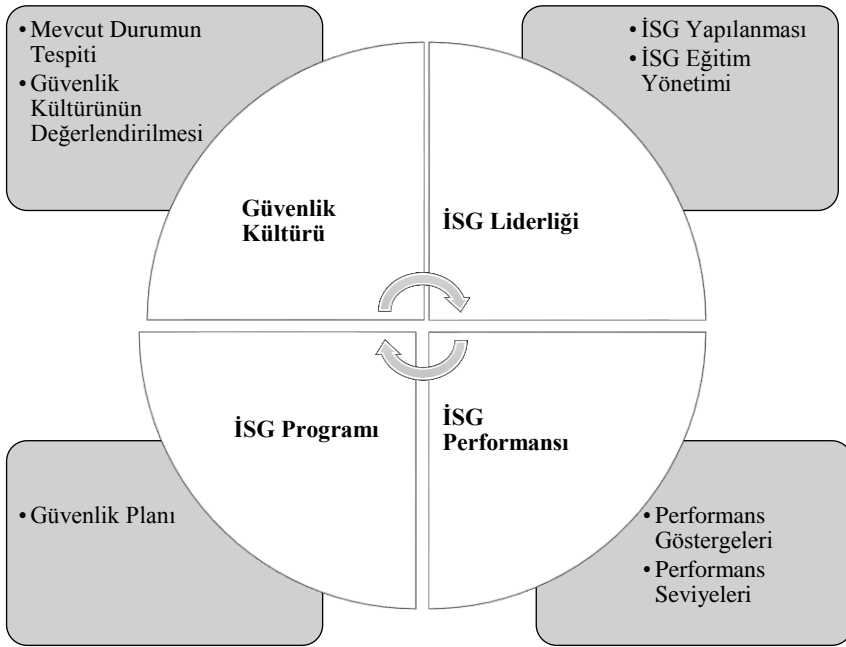 • Mevcut Durumun
Tespiti
• Güvenlik
Kültürünün
Değerlendirilmesi
• İSG Yapılanması
• İSG Eğitim
Yönetimi
Güvenlik
Kültürü
İSG Liderliği
İSG Programı
İSG
Performansı
• Güvenlik Planı
• Performans
Göstergeleri
• Performans
Seviyeleri